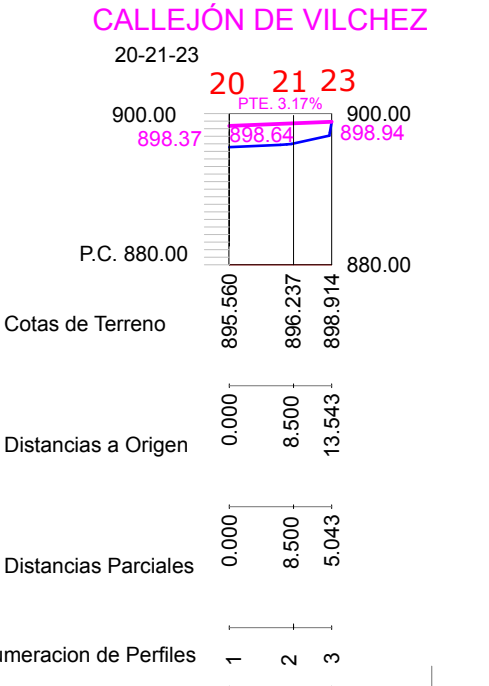 CALLEJÓN DE VILCHEZ
20-21-23
20 21 23
PTE. 3.17%
900.00 900.00
898.37 898.64 898.94
P.C. 880.00 880.00
Cotas de Terreno 895.560 896.237 898.914
Distancias a Origen 0.000 8.500 13.543
Distancias Parciales 0.000 8.500 5.043
umeracion de Perfiles 1 2 3